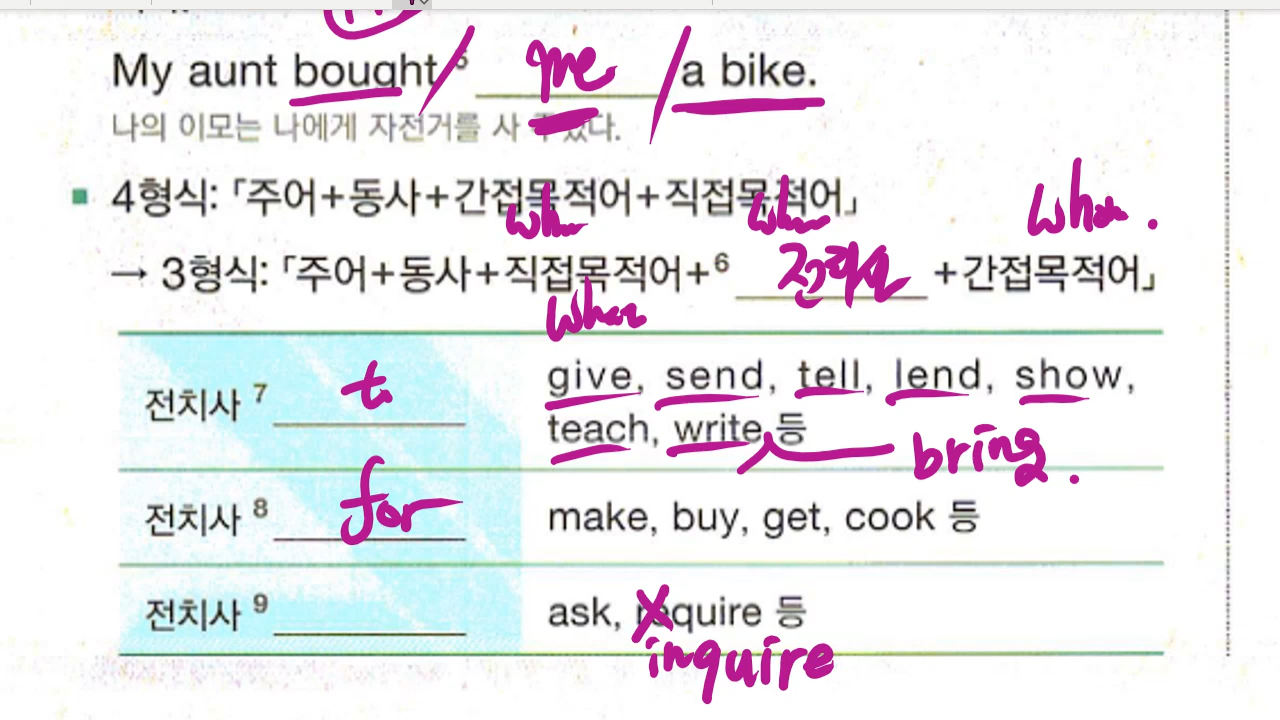 My aunt bought 5 me a bike.
나의 이모는 나에게 자전거를 사 주었다.
4형식: 「주어+동사+간접목적어+직접목적어」
what.
→ 3형식: 「주어+동사+직접목적어+6 전치사 +간접목적어」
what
전치사 7 to give, send, tell, lend, show,
teach, write 등
bring.
전치사 8 for make, buy, get, cook 등
전치사 9 ask, require 등
inquire